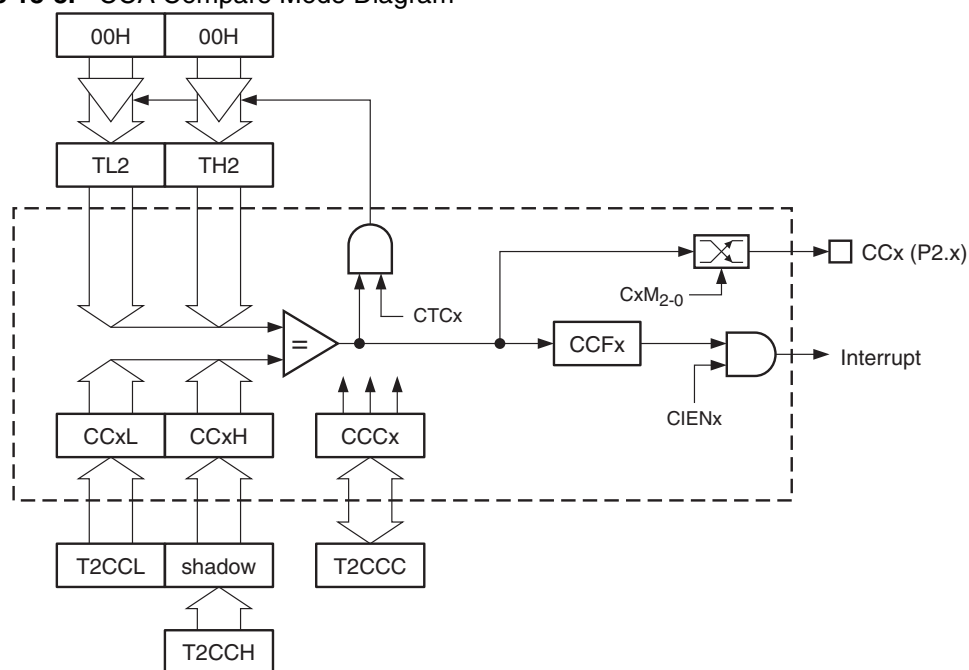 CCA Compare Mode Diagram
00H 00H
TL2 TH2
CCx (P2.x)
CxM2-0
CTCx
=
CCFx
Interrupt
CIENx
CCxL CCxH CCCx
T2CCL shadow T2CCC
T2CCH